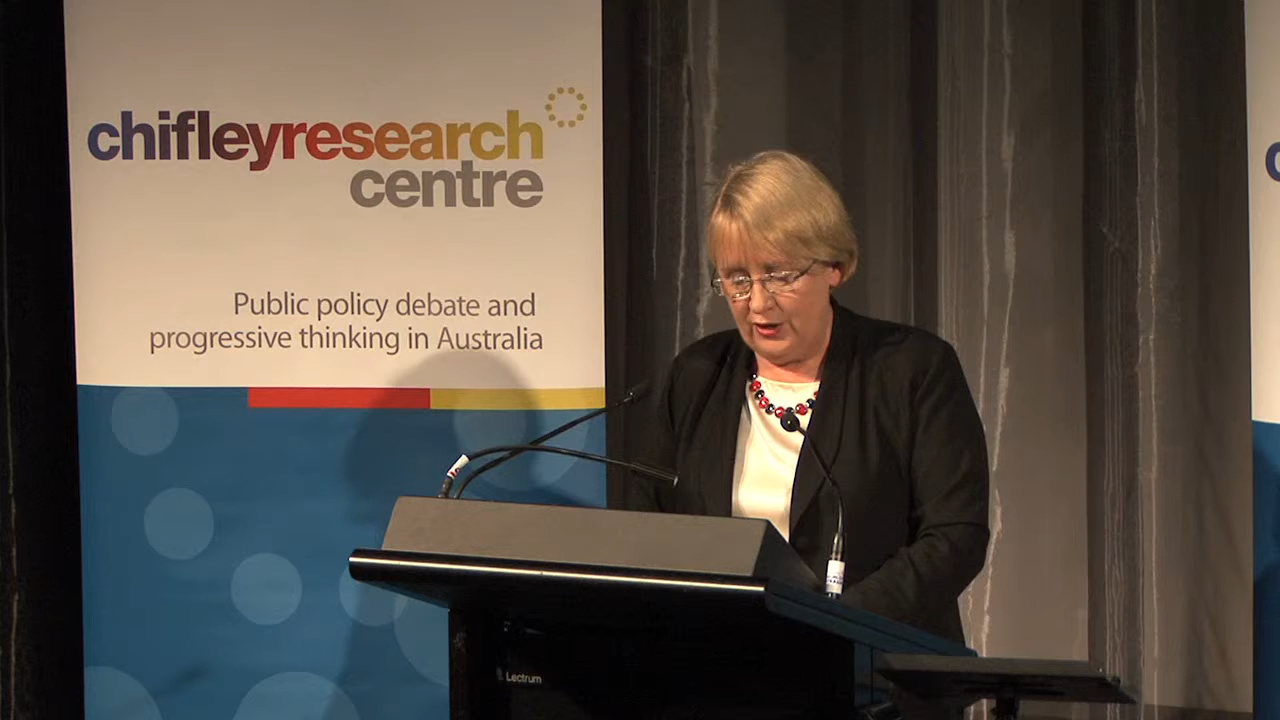 chifleyresearch
centre
Public policy debate and
progressive thinking in Australia
Lectrum